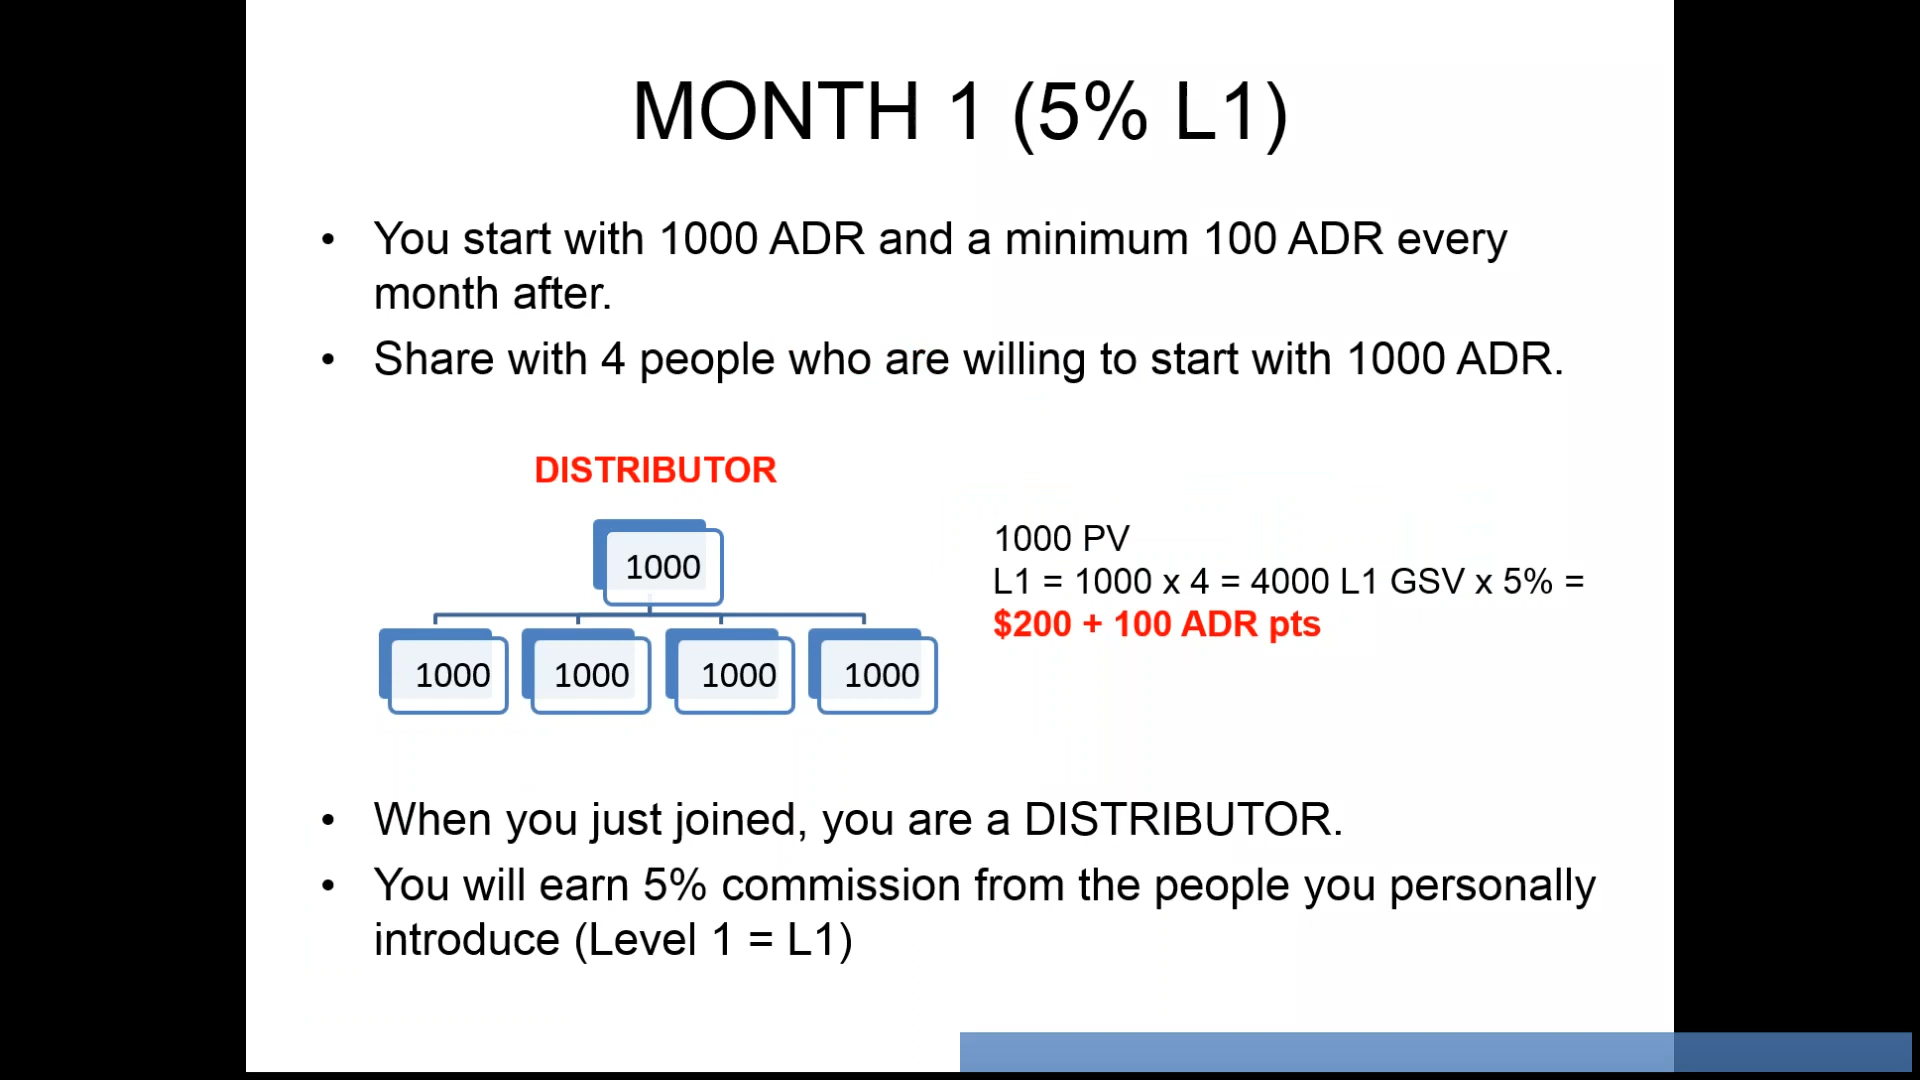 MONTH 1 (5% L1)
• You start with 1000 ADR and a minimum 100 ADR every
month after.
• Share with 4 people who are willing to start with 1000 ADR.
DISTRIBUTOR
1000
1000 1000 1000 1000
1000 PV
L1 = 1000 x 4 = 4000 L1 GSV x 5% =
$200 + 100 ADR pts
• When you just joined, you are a DISTRIBUTOR.
• You will earn 5% commission from the people you personally
introduce (Level 1 = L1)